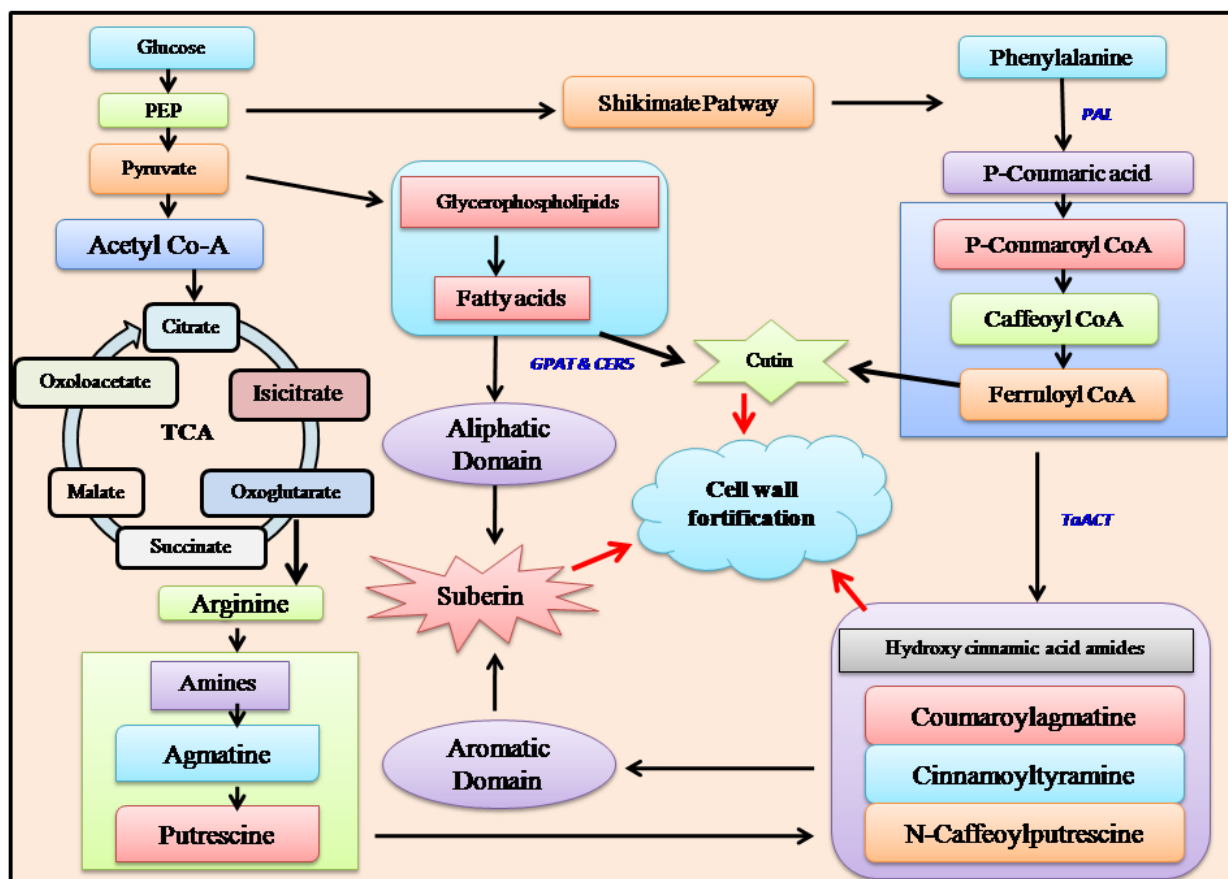 Glucose
PEP
Pyruvate
Acetyl Co-A
Citrate
Isicitrate
Oxoloacetate
TCA
Malate
Oxoglutarate
Succinate
Arginine
Amines
Agmatine
Putrescine
Shikimate Patway
Glycerophospholipids
Fatty acids
GPAT & CER5
Cutin
Aliphatic
Domain
Cell wall
fortification
Suberin
Aromatic
Domain
Phenylalanine
PAL
P-Coumaric acid
P-Coumaroyl CoA
Caffeoyl CoA
Ferruloyl CoA
TaACT
Hydroxy cinnamic acid amides
Coumaroylagmatine
Cinnamoyltyramine
N-Caffeoylputrescine